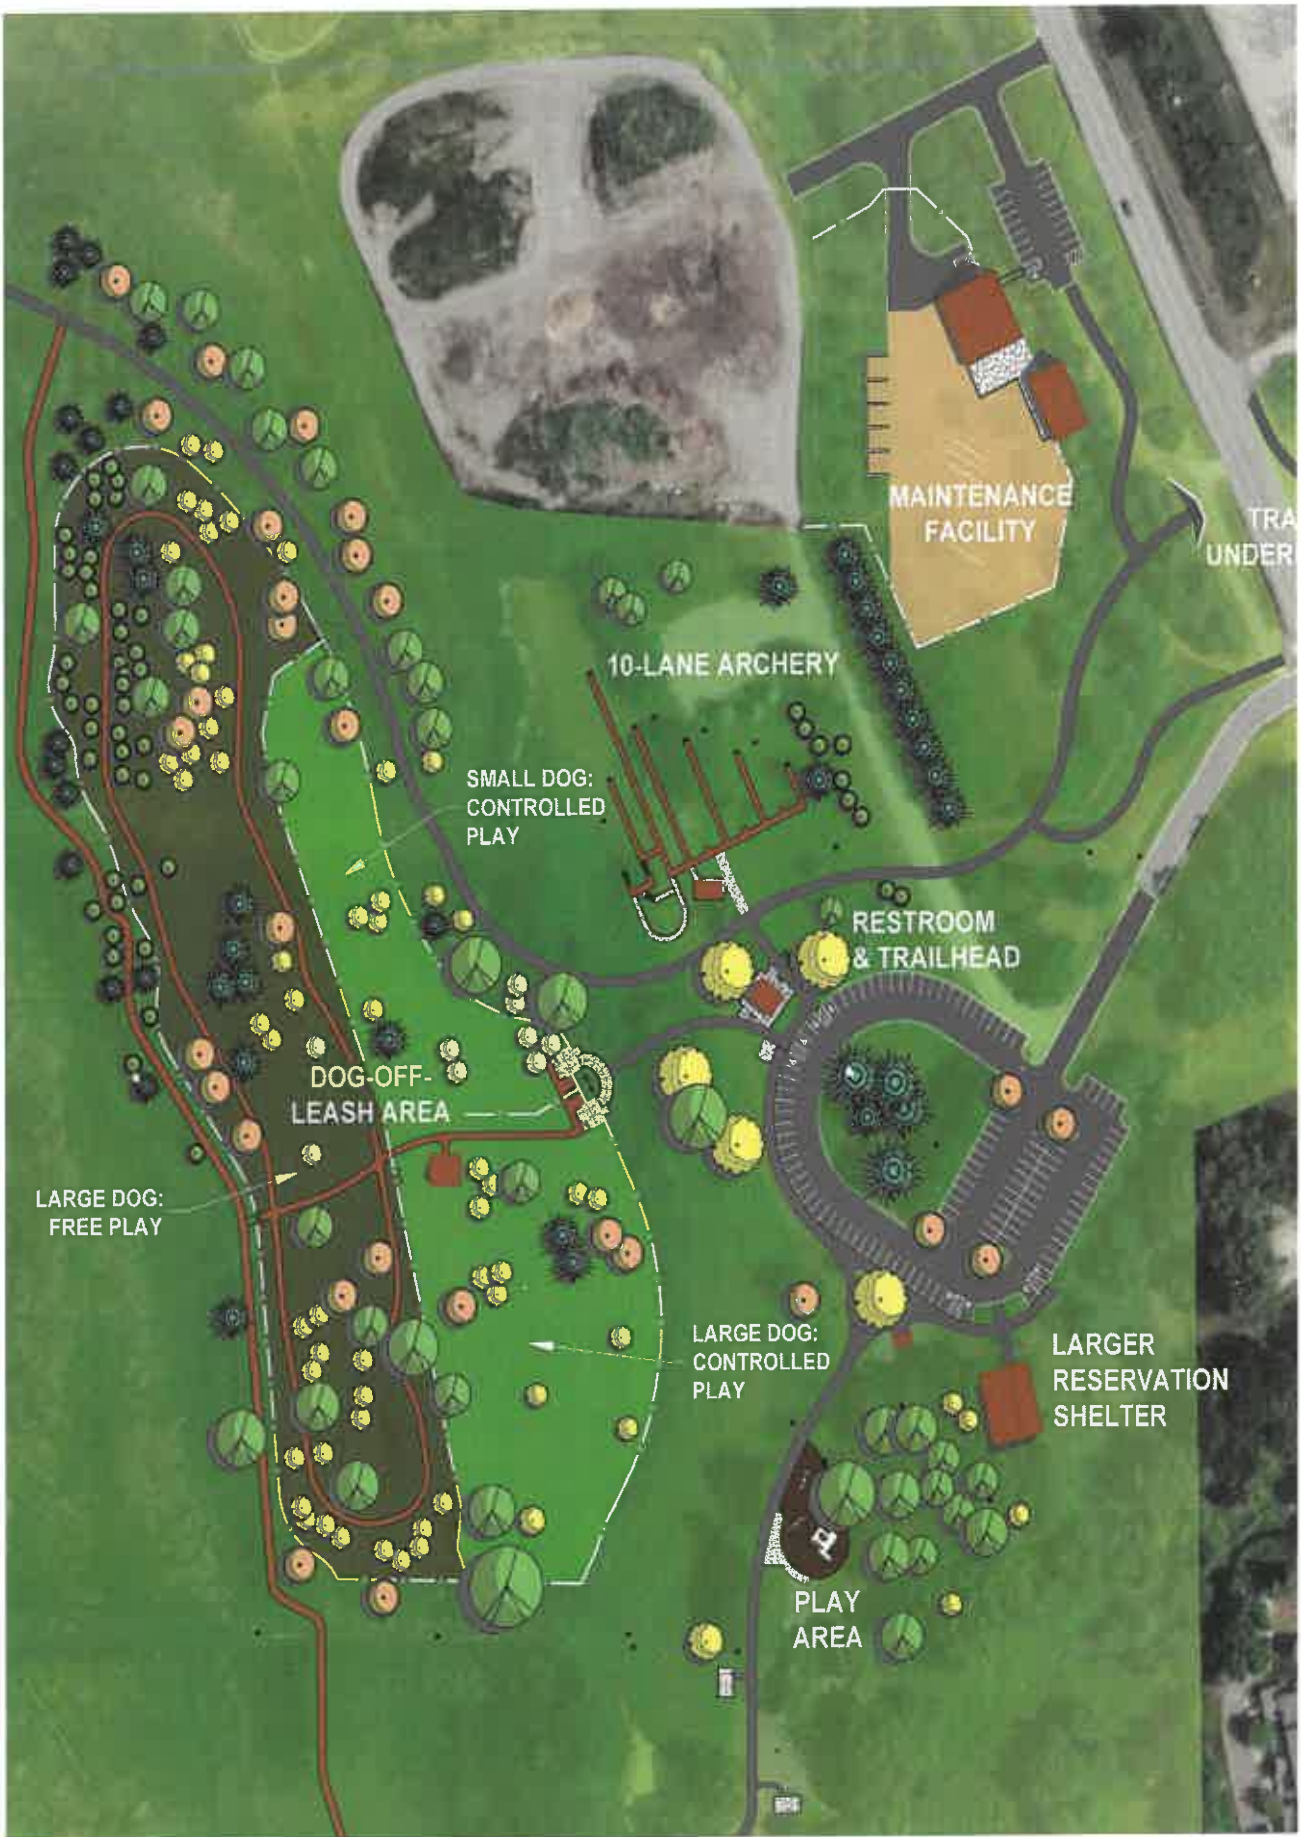 MAINTENANCE
FACILITY
TRA
UNDER
10-LANE ARCHERY
SMALL DOG:
CONTROLLED
PLAY
RESTROOM
& TRAILHEAD
DOG-OFF-
LEASH AREA
LARGE DOG:
FREE PLAY
LARGE DOG:
CONTROLLED
PLAY
LARGER
RESERVATION
SHELTER
PLAY
AREA